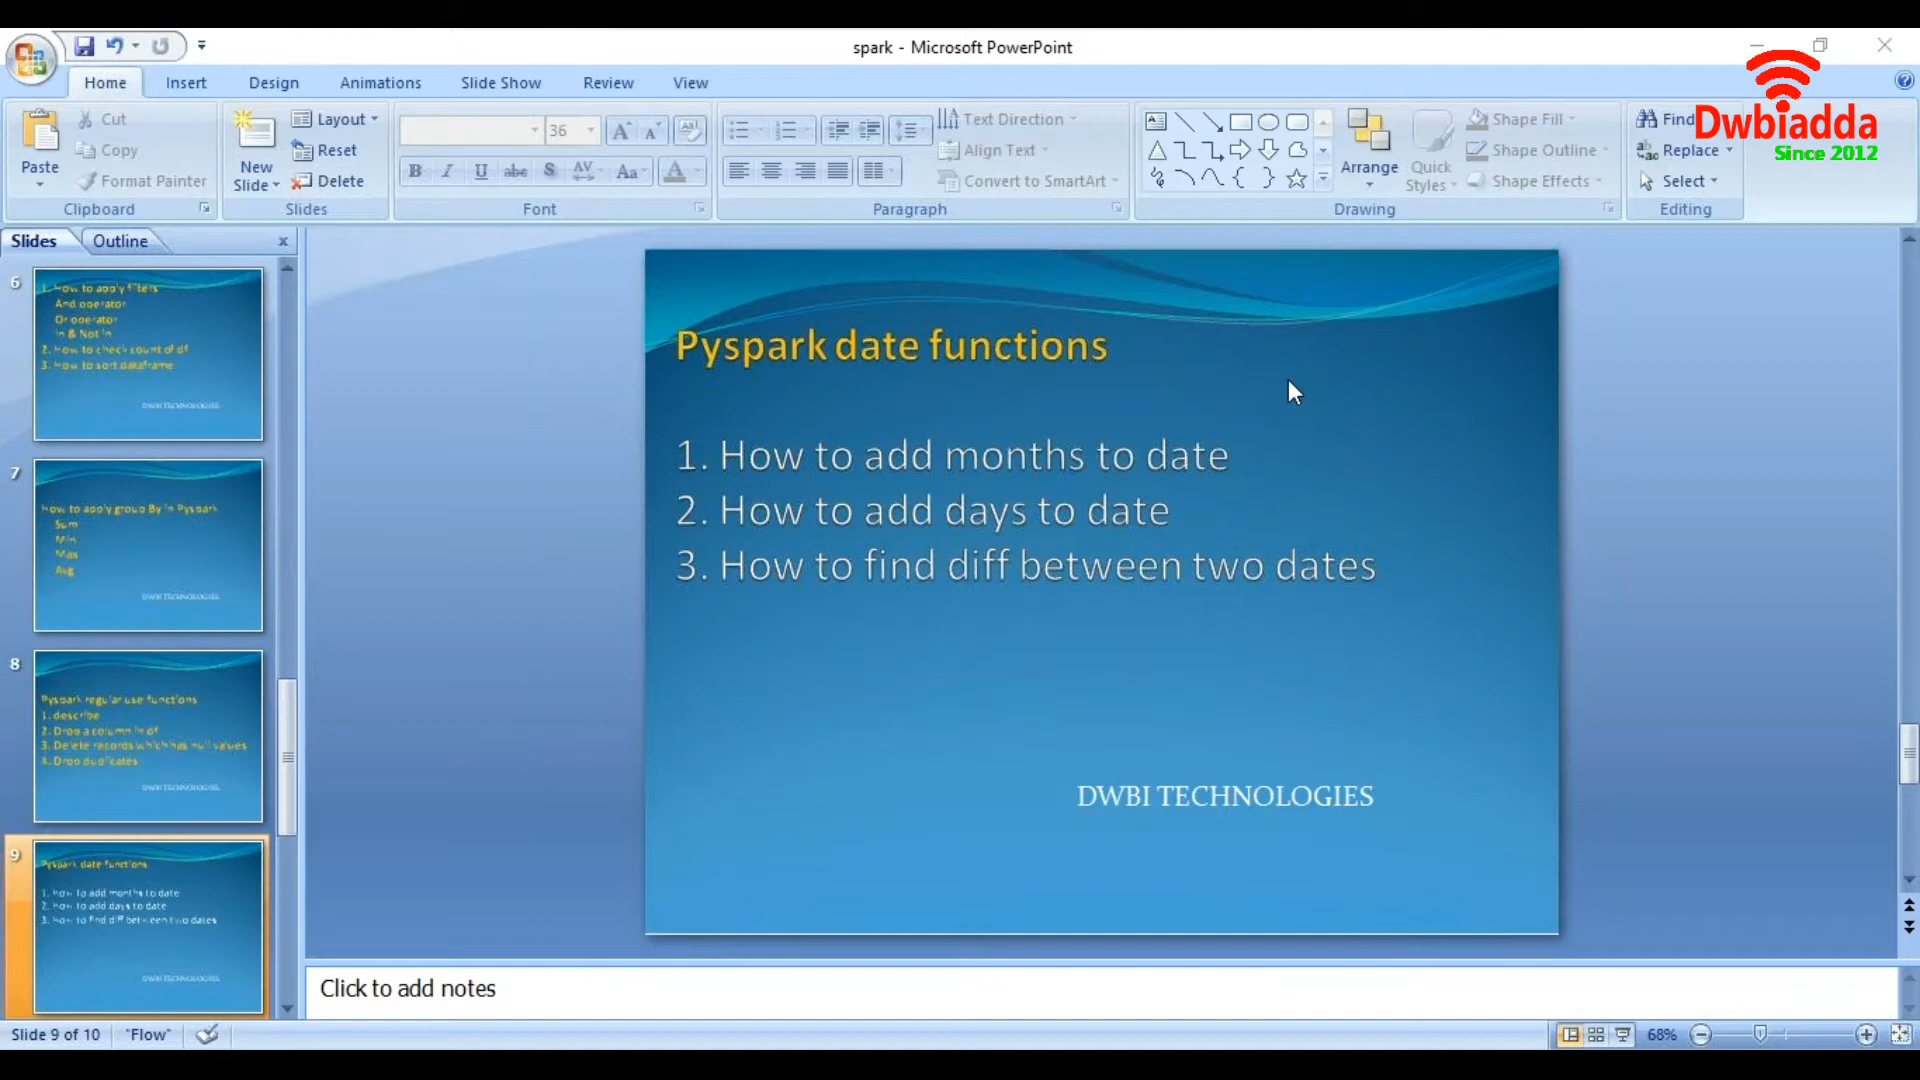 spark - Microsoft PowerPoint
Home Insert Design Animations Slide Show Review View
Dwbiadda
Since 2012
Paste
Cut
Copy
Format Painter
Clipboard
New
Slide
Layout
Reset
Delete
Slides
36
Aa
Font
Text Direction
Align Text
Convert to SmartArt
Paragraph
Arrange
Quick
Styles
Shape Fill
Shape Outline
Shape Effects
Drawing
Find
Replace
Select
Editing
Slides Outline
6
1. How to apply filters
And operator
Or operator
In & Not In
2. How to check count of df
3. How to sort dataframe
DWBI TECHNOLOGIES
7
How to apply group By in Pyspark
Sum
Min
Max
Avg
DWBI TECHNOLOGIES
8
Pyspark regular use functions
1. describe
2. Drop a column in df
3. Delete records which has null values
4. Drop duplicates
DWBI TECHNOLOGIES
9
Pyspark date functions
1. How to add months to date
2. How to add days to date
3. How to find diff between two dates
DWBI TECHNOLOGIES
Pyspark date functions
1. How to add months to date
2. How to add days to date
3. How to find diff between two dates
DWBI TECHNOLOGIES
Click to add notes
Slide 9 of 10 "Flow" 68%